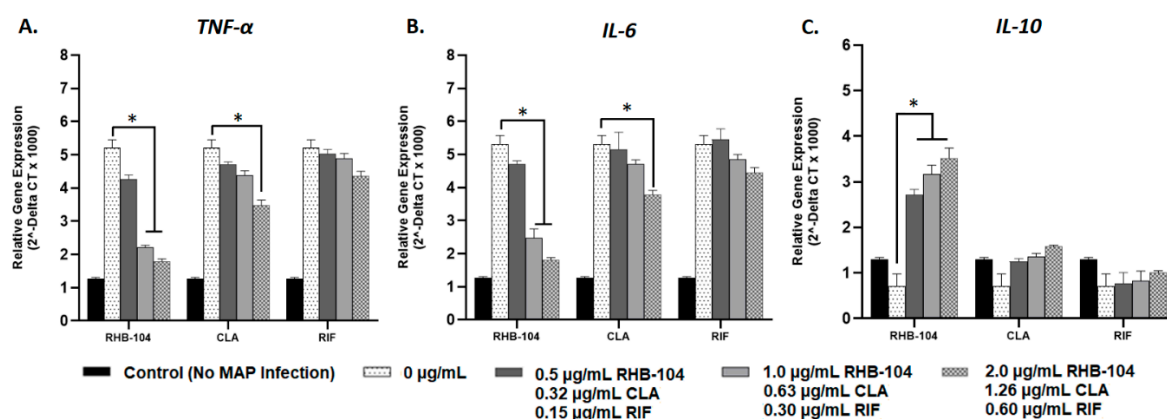 A.
TNF-α
Relative Gene Expression
(2^-Delta CT x 1000)
8
7
6
5
4
3
2
1
0
*
*
RHB-104 CLA RIF
B.
IL-6
Relative Gene Expression
(2^-Delta CT x 1000)
8
7
6
5
4
3
2
1
0
*
*
RHB-104 CLA RIF
C.
IL-10
Relative Gene Expression
(2^-Delta CT x 1000)
6
5
4
3
2
1
0
*
RHB-104 CLA RIF
Control (No MAP Infection)
0 µg/mL
0.5 µg/mL RHB-104
0.32 µg/mL CLA
0.15 µg/mL RIF
1.0 µg/mL RHB-104
0.63 µg/mL CLA
0.30 µg/mL RIF
2.0 µg/mL RHB-104
1.26 µg/mL CLA
0.60 µg/mL RIF